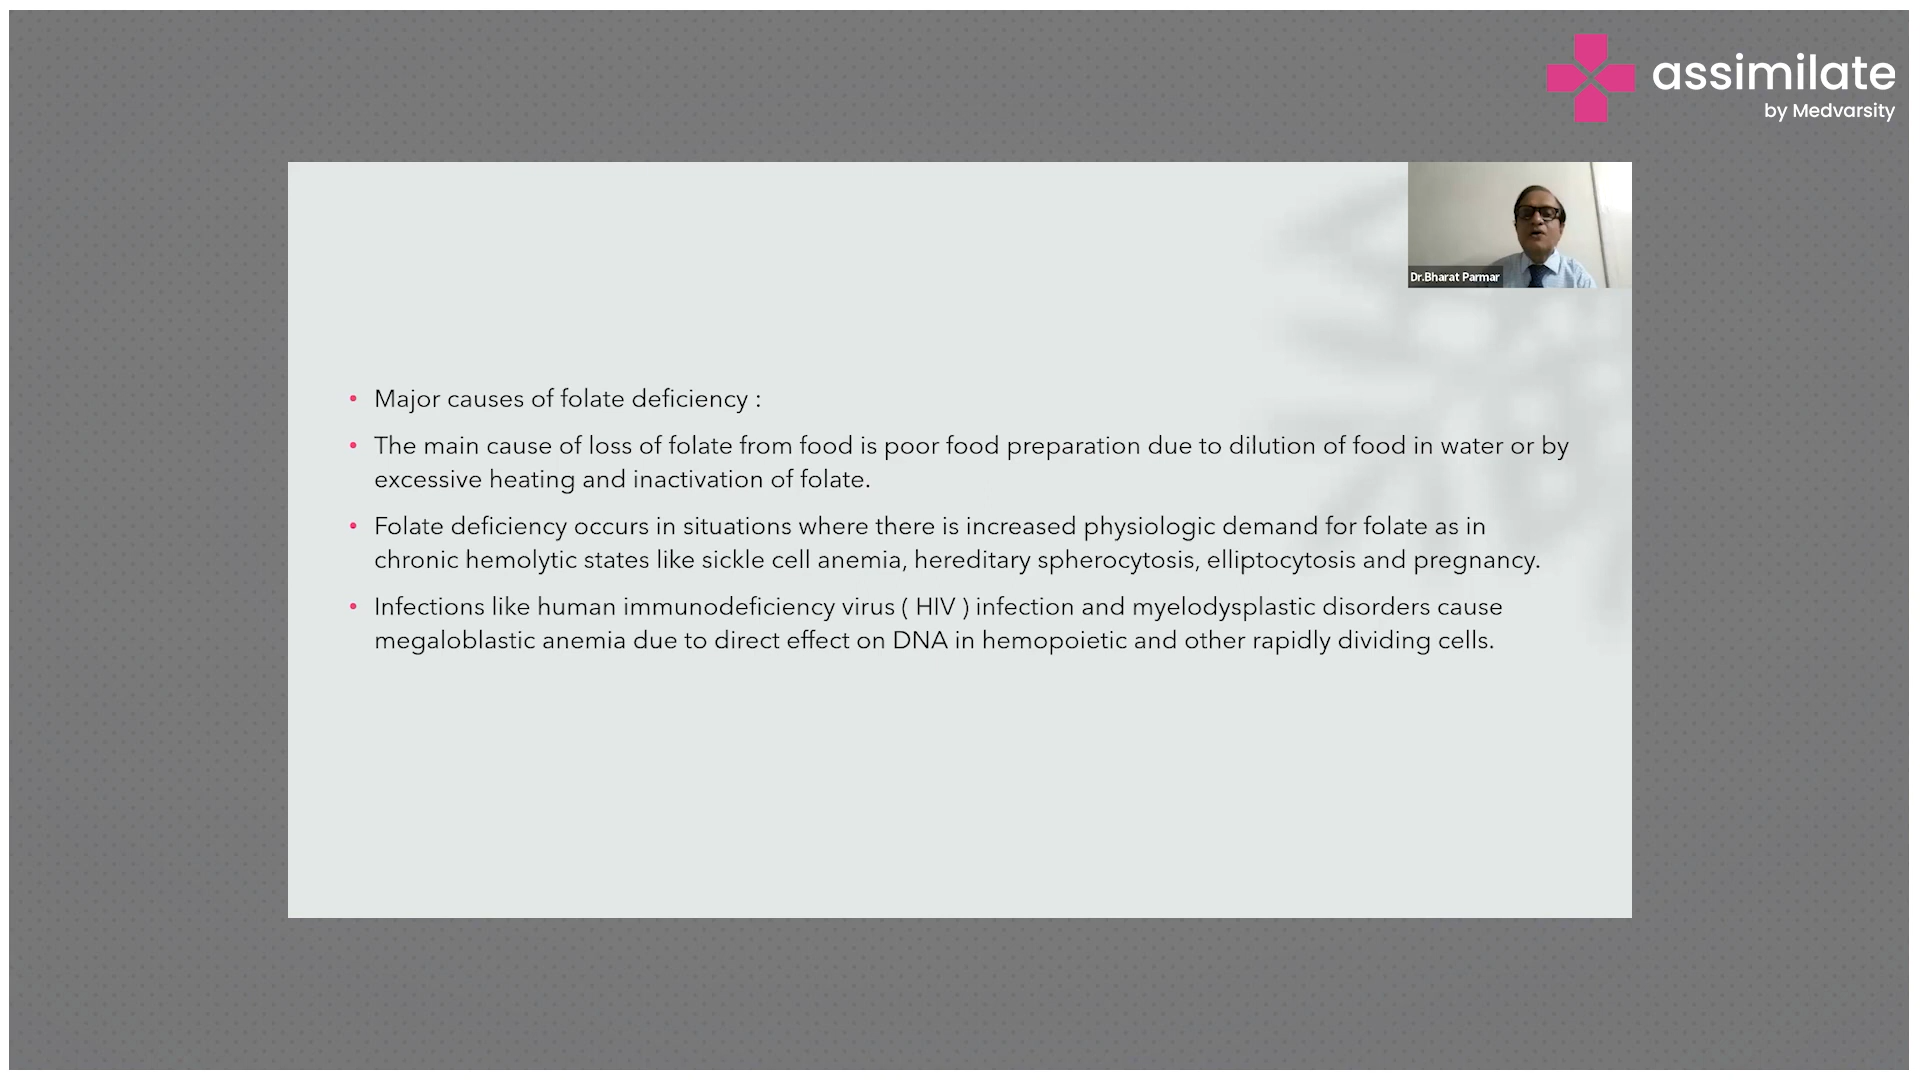 assimilate
by Medvarsity
Dr.Bharat Parmar
• Major causes of folate deficiency :
• The main cause of loss of folate from food is poor food preparation due to dilution of food in water or by
excessive heating and inactivation of folate.
• Folate deficiency occurs in situations where there is increased physiologic demand for folate as in
chronic hemolytic states like sickle cell anemia, hereditary spherocytosis, elliptocytosis and pregnancy.
• Infections like human immunodeficiency virus ( HIV ) infection and myelodysplastic disorders cause
megaloblastic anemia due to direct effect on DNA in hemopoietic and other rapidly dividing cells.